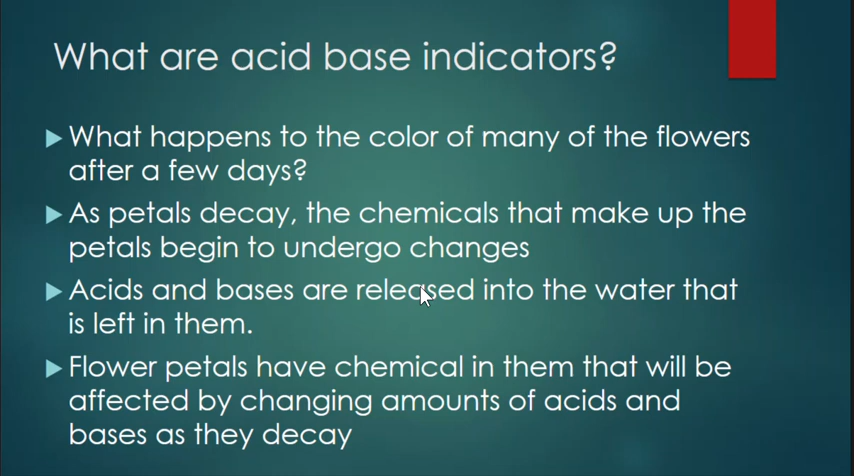 What are acid base indicators?
What happens to the color of many of the flowers
after a few days?
As petals decay, the chemicals that make up the
petals begin to undergo changes
Acids and bases are released into the water that
is left in them.
Flower petals have chemical in them that will be
affected by changing amounts of acids and
bases as they decay